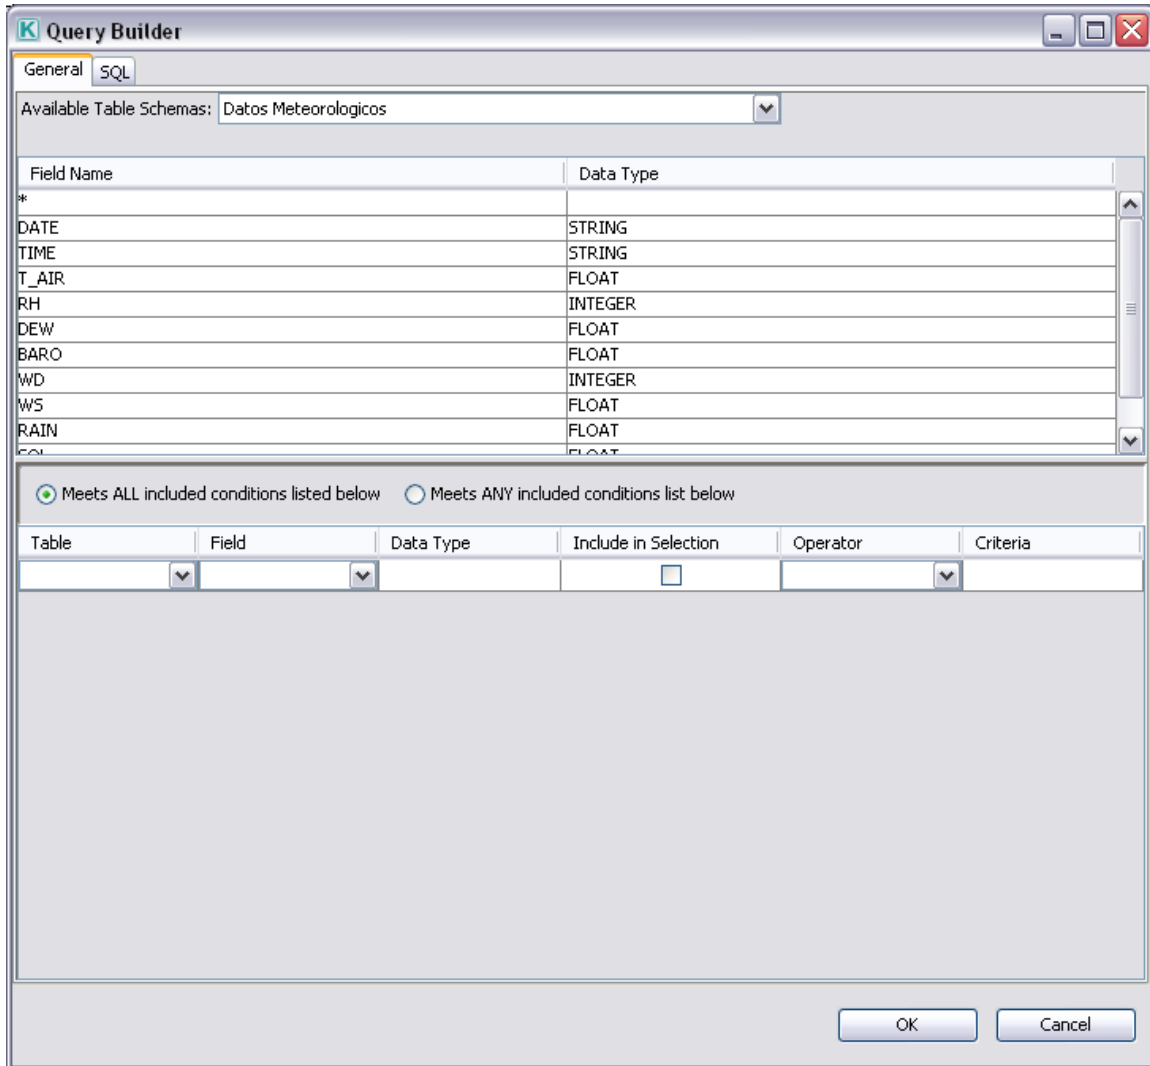 K Query Builder
General SQL
Available Table Schemas: Datos Meteorologicos
Field Name Data Type
*
DATE STRING
TIME STRING
T_AIR FLOAT
RH INTEGER
DEW FLOAT
BARO FLOAT
WD INTEGER
WS FLOAT
RAIN FLOAT
FLOAT
Meets ALL included conditions listed below Meets ANY included conditions list below
Table Field Data Type Include in Selection Operator Criteria
OK Cancel